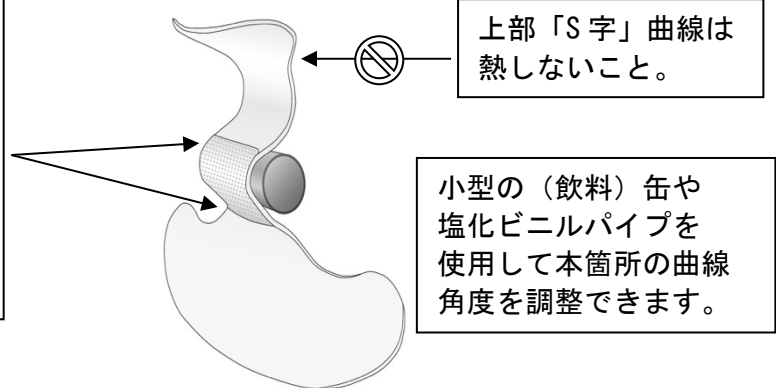 上部「S字」曲線は
熱しないこと。
小型の（飲料）缶や
塩化ビニルパイプを
使用して本箇所の曲線
角度を調整できます。